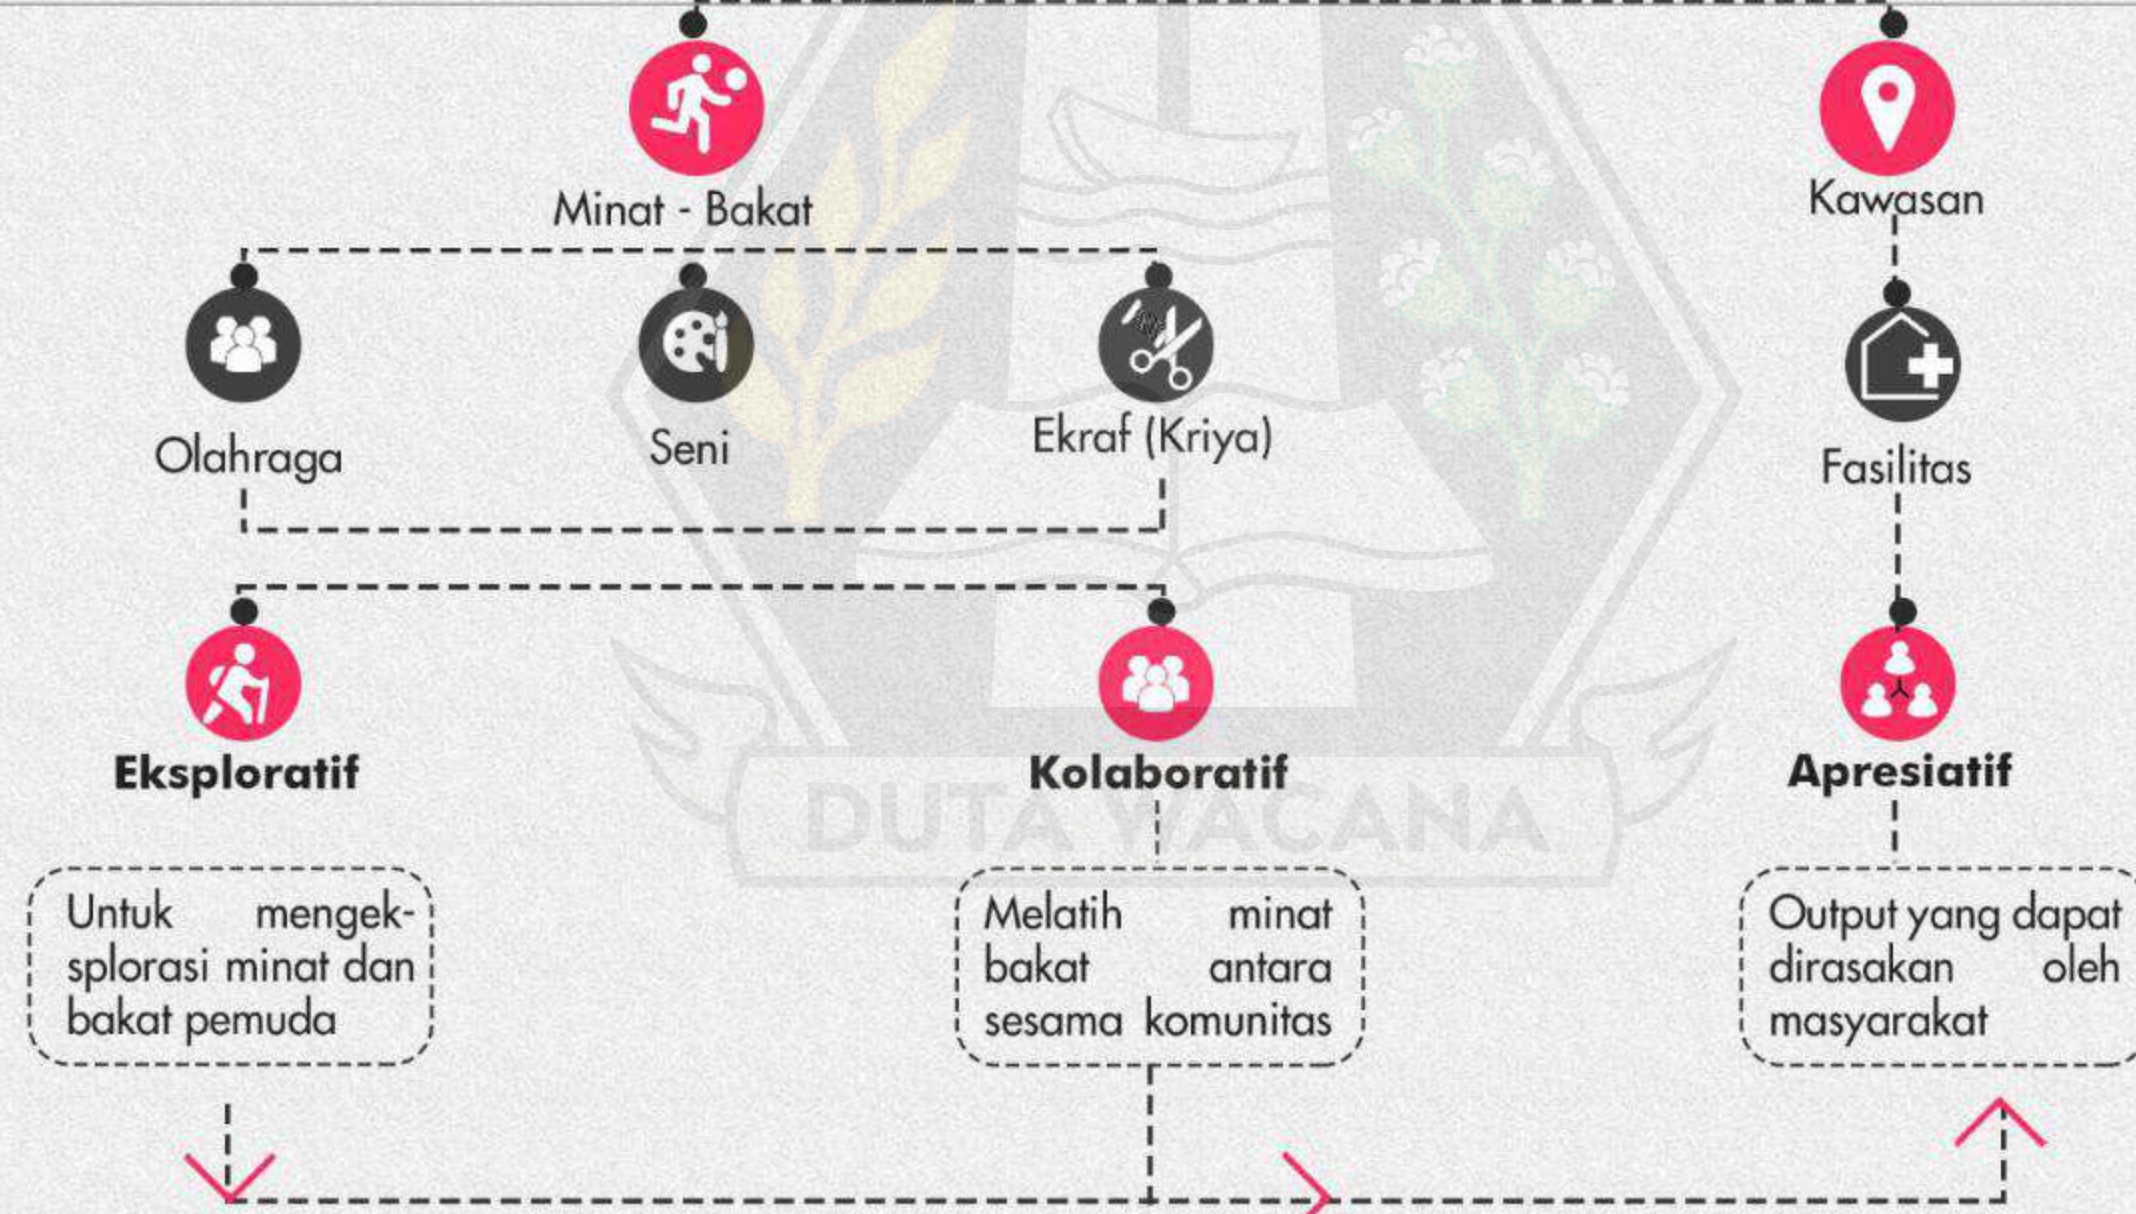 Minat - Bakat
Kawasan
Olahraga
Seni
Ekraf (Kriya)
Fasilitas
Eksploratif
Kolaboratif
Apresiatif
DUTA WACANA
Untuk mengek-
splorasi minat dan
bakat pemuda
Melatih minat
bakat antara
sesama komunitas
Output yang dapat
dirasakan oleh
masyarakat